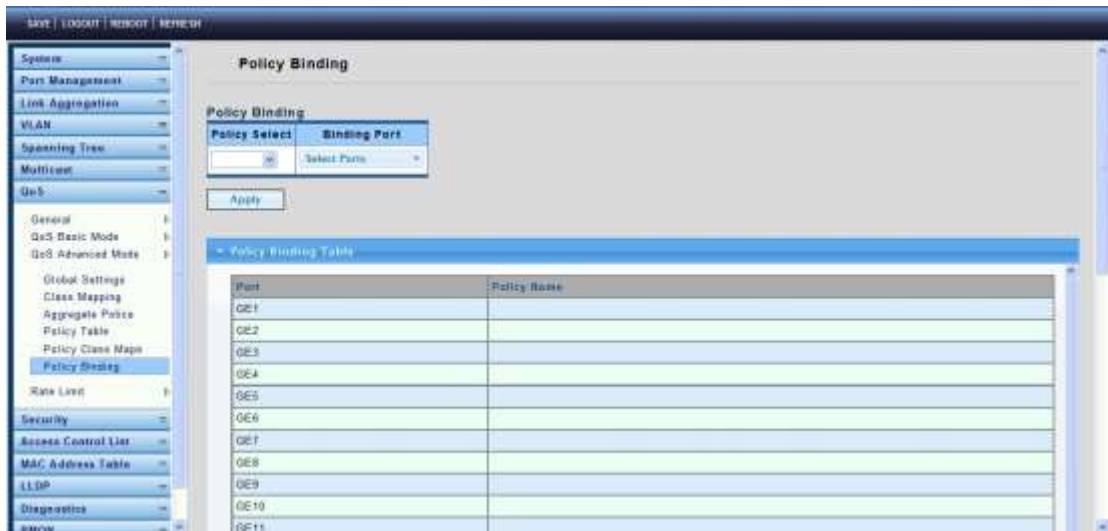 SAVE | LOGOUT | REBOOT | REFRESH
System
Port Management
Link Aggregation
VLAN
Spanning Tree
Multicast
QoS
General
QoS Basic Mode
QoS Advanced Mode
Global Settings
Class Mapping
Aggregate Police
Policy Table
Policy Class Maps
Policy Binding
Rate Limit
Security
Access Control List
MAC Address Table
LLDP
Diagnostics
RMON
Policy Binding
Policy Binding
Policy Select Binding Port
Select Ports
Apply
Policy Binding Table
Port Policy Name
GE1
GE2
GE3
GE4
GE5
GE6
GE7
GE8
GE9
GE10
GE11